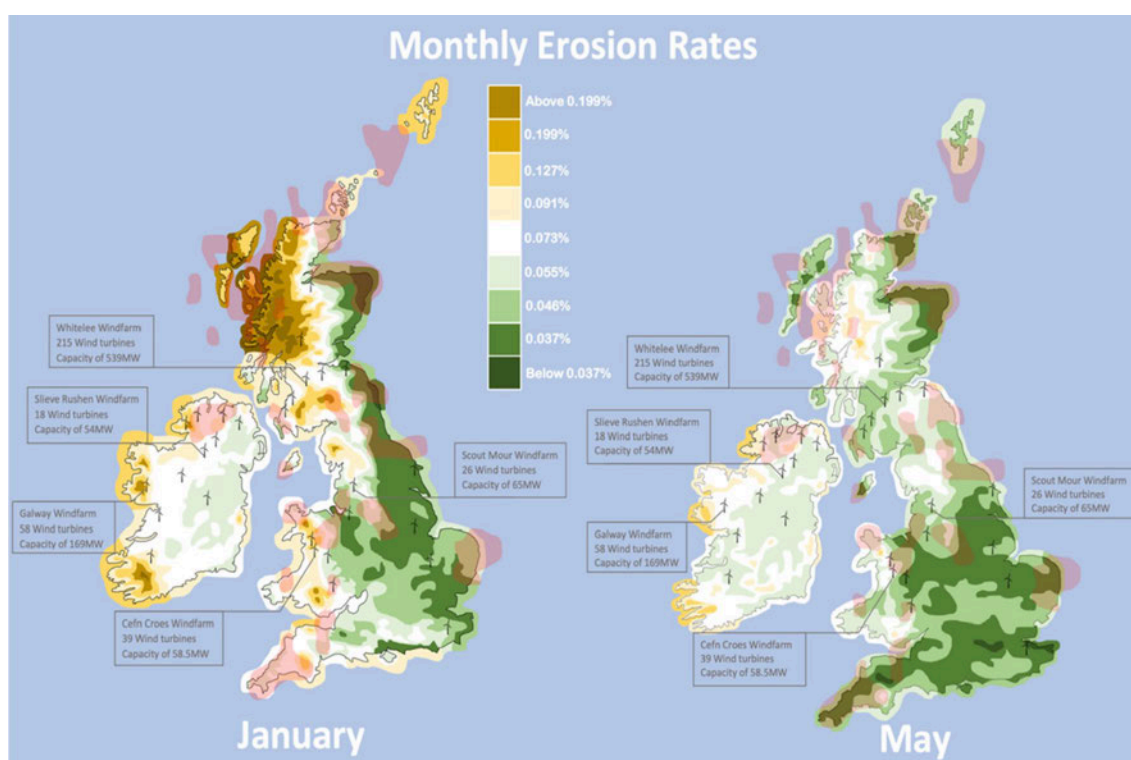 Monthly Erosion Rates
Above 0.199%
0.199%
0.127%
0.091%
0.073%
0.055%
0.046%
0.037%
Below 0.037%
Whitelee Windfarm
215 Wind turbines
Capacity of 539MW
Slieve Rushen Windfarm
18 Wind turbines
Capacity of 54MW
Scout Mour Windfarm
26 Wind turbines
Capacity of 65MW
Galway Windfarm
58 Wind turbines
Capacity of 169MW
Cefn Croes Windfarm
39 Wind turbines
Capacity of 58.5MW
January
Whitelee Windfarm
215 Wind turbines
Capacity of 539MW
Slieve Rushen Windfarm
18 Wind turbines
Capacity of 54MW
Scout Mour Windfarm
26 Wind turbines
Capacity of 65MW
Galway Windfarm
58 Wind turbines
Capacity of 169MW
Cefn Croes Windfarm
39 Wind turbines
Capacity of 58.5MW
May